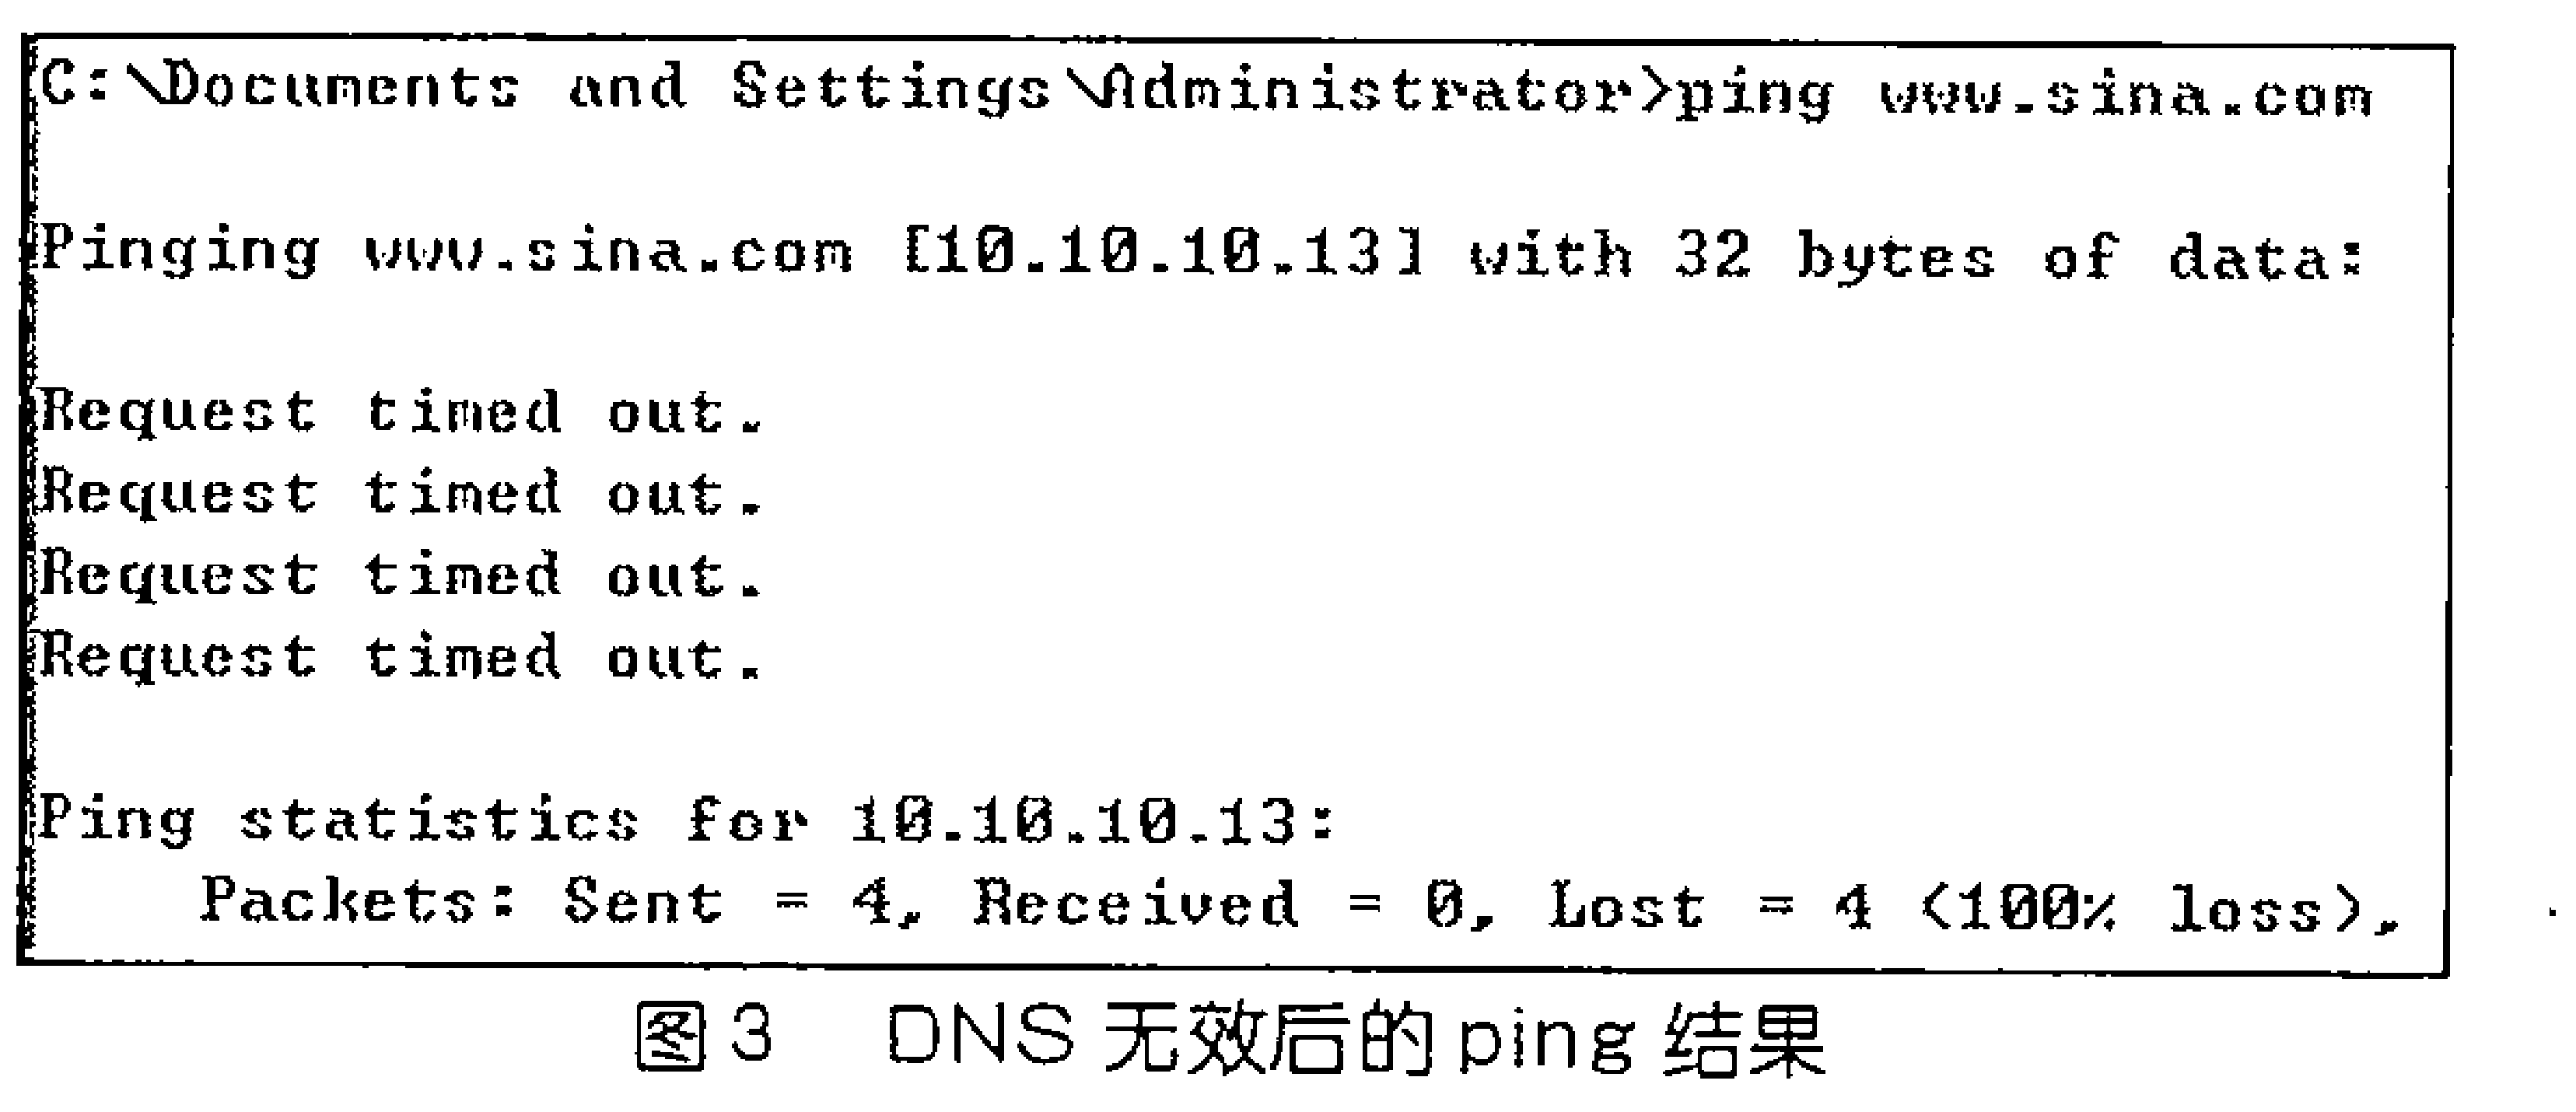 C:\Documents and Settings\Administrator>ping www.sina.com
Pinging www.sina.com [10.10.10.13] with 32 bytes of data:
Request timed out.
Request timed out.
Request timed out.
Request timed out.
Ping statistics for 10.10.10.13:
Packets: Sent = 4, Received = 0, Lost = 4 (100% loss),
图3 DNS 无效后的 ping 结果